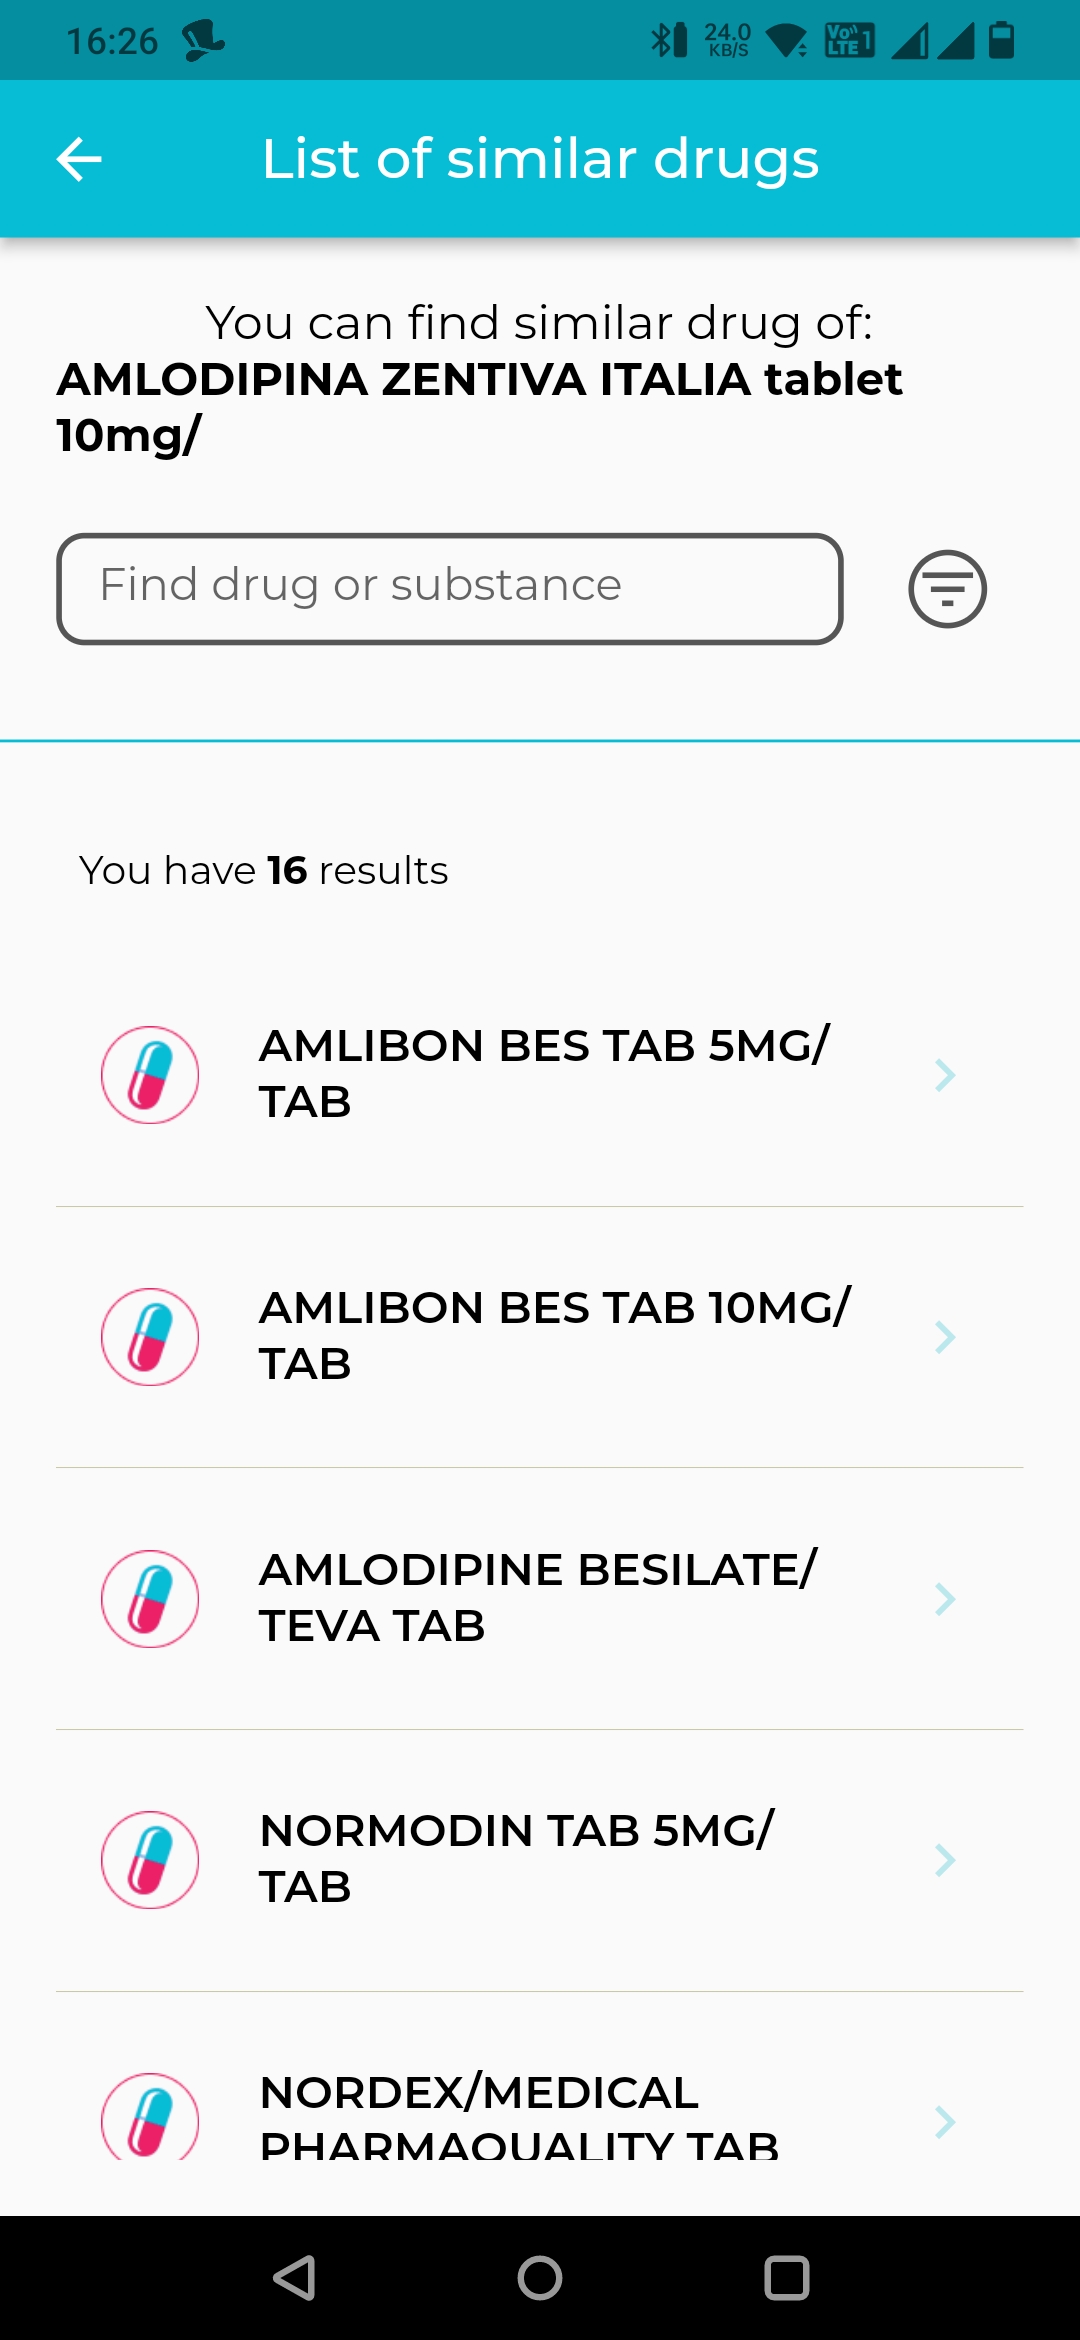 16:26
24.0
KB/S
Vo))
LTE 1
List of similar drugs
You can find similar drug of:
AMLODIPINA ZENTIVA ITALIA tablet
10mg/
Find drug or substance
You have 16 results
AMLIBON BES TAB 5MG/
TAB
AMLIBON BES TAB 10MG/
TAB
AMLODIPINE BESILATE/
TEVA TAB
NORMODIN TAB 5MG/
TAB
NORDEX/MEDICAL
PHARMAQUALITY TAB